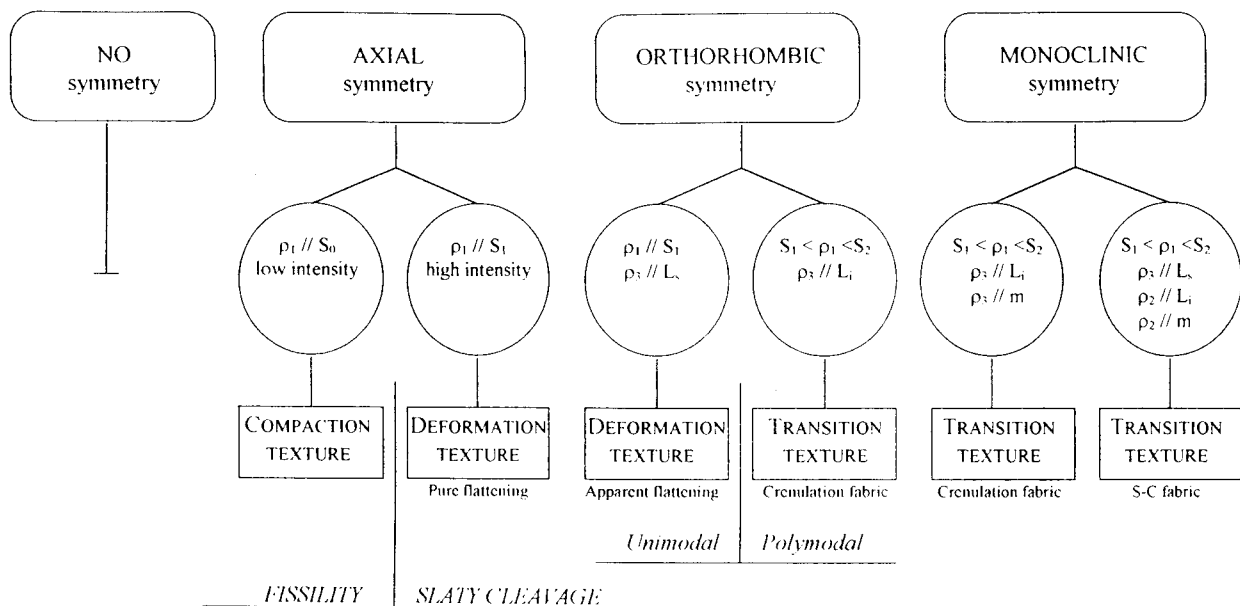 NO
symmetry
AXIAL
symmetry
ORTHORHOMBIC
symmetry
MONOCLINIC
symmetry
ρ₁ // S₀
low intensity
ρ₁ // S₁
high intensity
ρ₁ // S₁
ρ₃ // Lₛ
S₁ < ρ₁ <S₂
ρ₃ // Lᵢ
S₁ < ρ₁ <S₂
ρ₃ // Lᵢ
ρ₃ // m
S₁ < ρ₁ <S₂
ρ₃ // Lₛ
ρ₂ // Lᵢ
ρ₂ // m
COMPACTION
TEXTURE
DEFORMATION
TEXTURE
Pure flattening
DEFORMATION
TEXTURE
Apparent flattening
TRANSITION
TEXTURE
Crenulation fabric
TRANSITION
TEXTURE
Crenulation fabric
TRANSITION
TEXTURE
S-C fabric
Unimodal
Polymodal
FISSILITY
SLATY CLEAVAGE